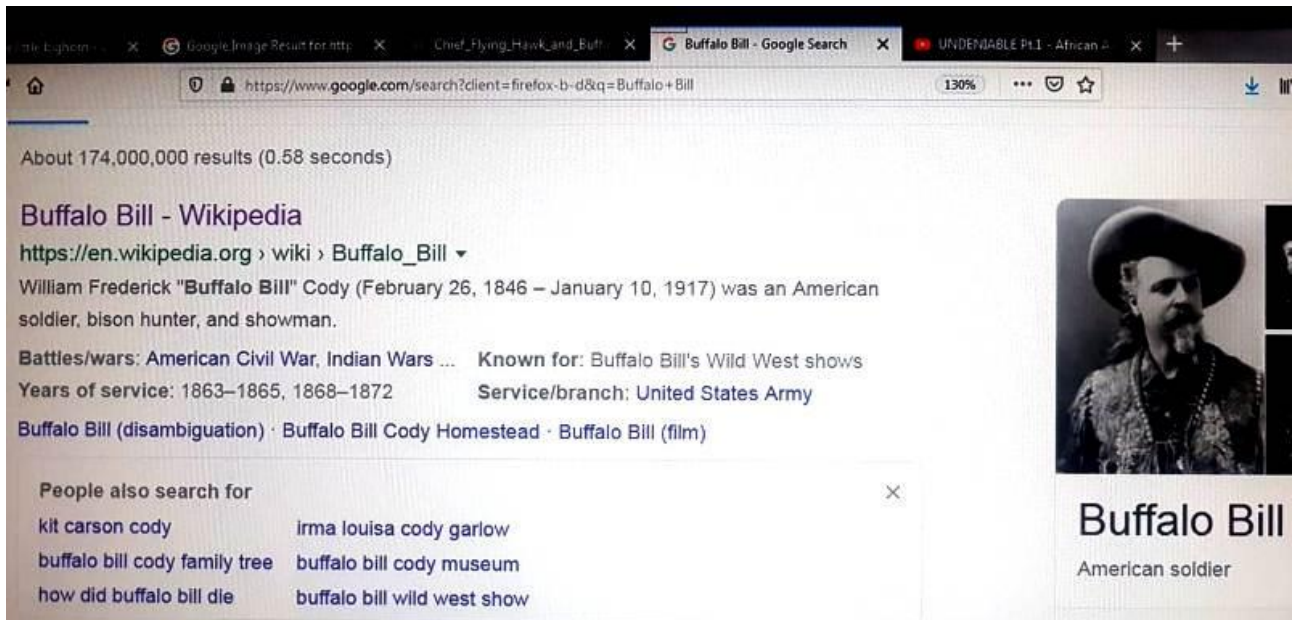 Google Image Result for http
Chief_Flying_Hawk_and_Buff
Buffalo Bill - Google Search
UNDENIABLE Pt.1 - African A
https://www.google.com/search?client=firefox-b-d&q=Buffalo+Bill
130%
About 174,000,000 results (0.58 seconds)
Buffalo Bill - Wikipedia
https://en.wikipedia.org › wiki › Buffalo_Bill
William Frederick "Buffalo Bill" Cody (February 26, 1846 – January 10, 1917) was an American
soldier, bison hunter, and showman.
Battles/wars: American Civil War, Indian Wars ... Known for: Buffalo Bill's Wild West shows
Years of service: 1863–1865, 1868–1872 Service/branch: United States Army
Buffalo Bill (disambiguation) · Buffalo Bill Cody Homestead · Buffalo Bill (film)
People also search for
kit carson cody
irma louisa cody garlow
buffalo bill cody family tree
buffalo bill cody museum
how did buffalo bill die
buffalo bill wild west show
Buffalo Bill
American soldier